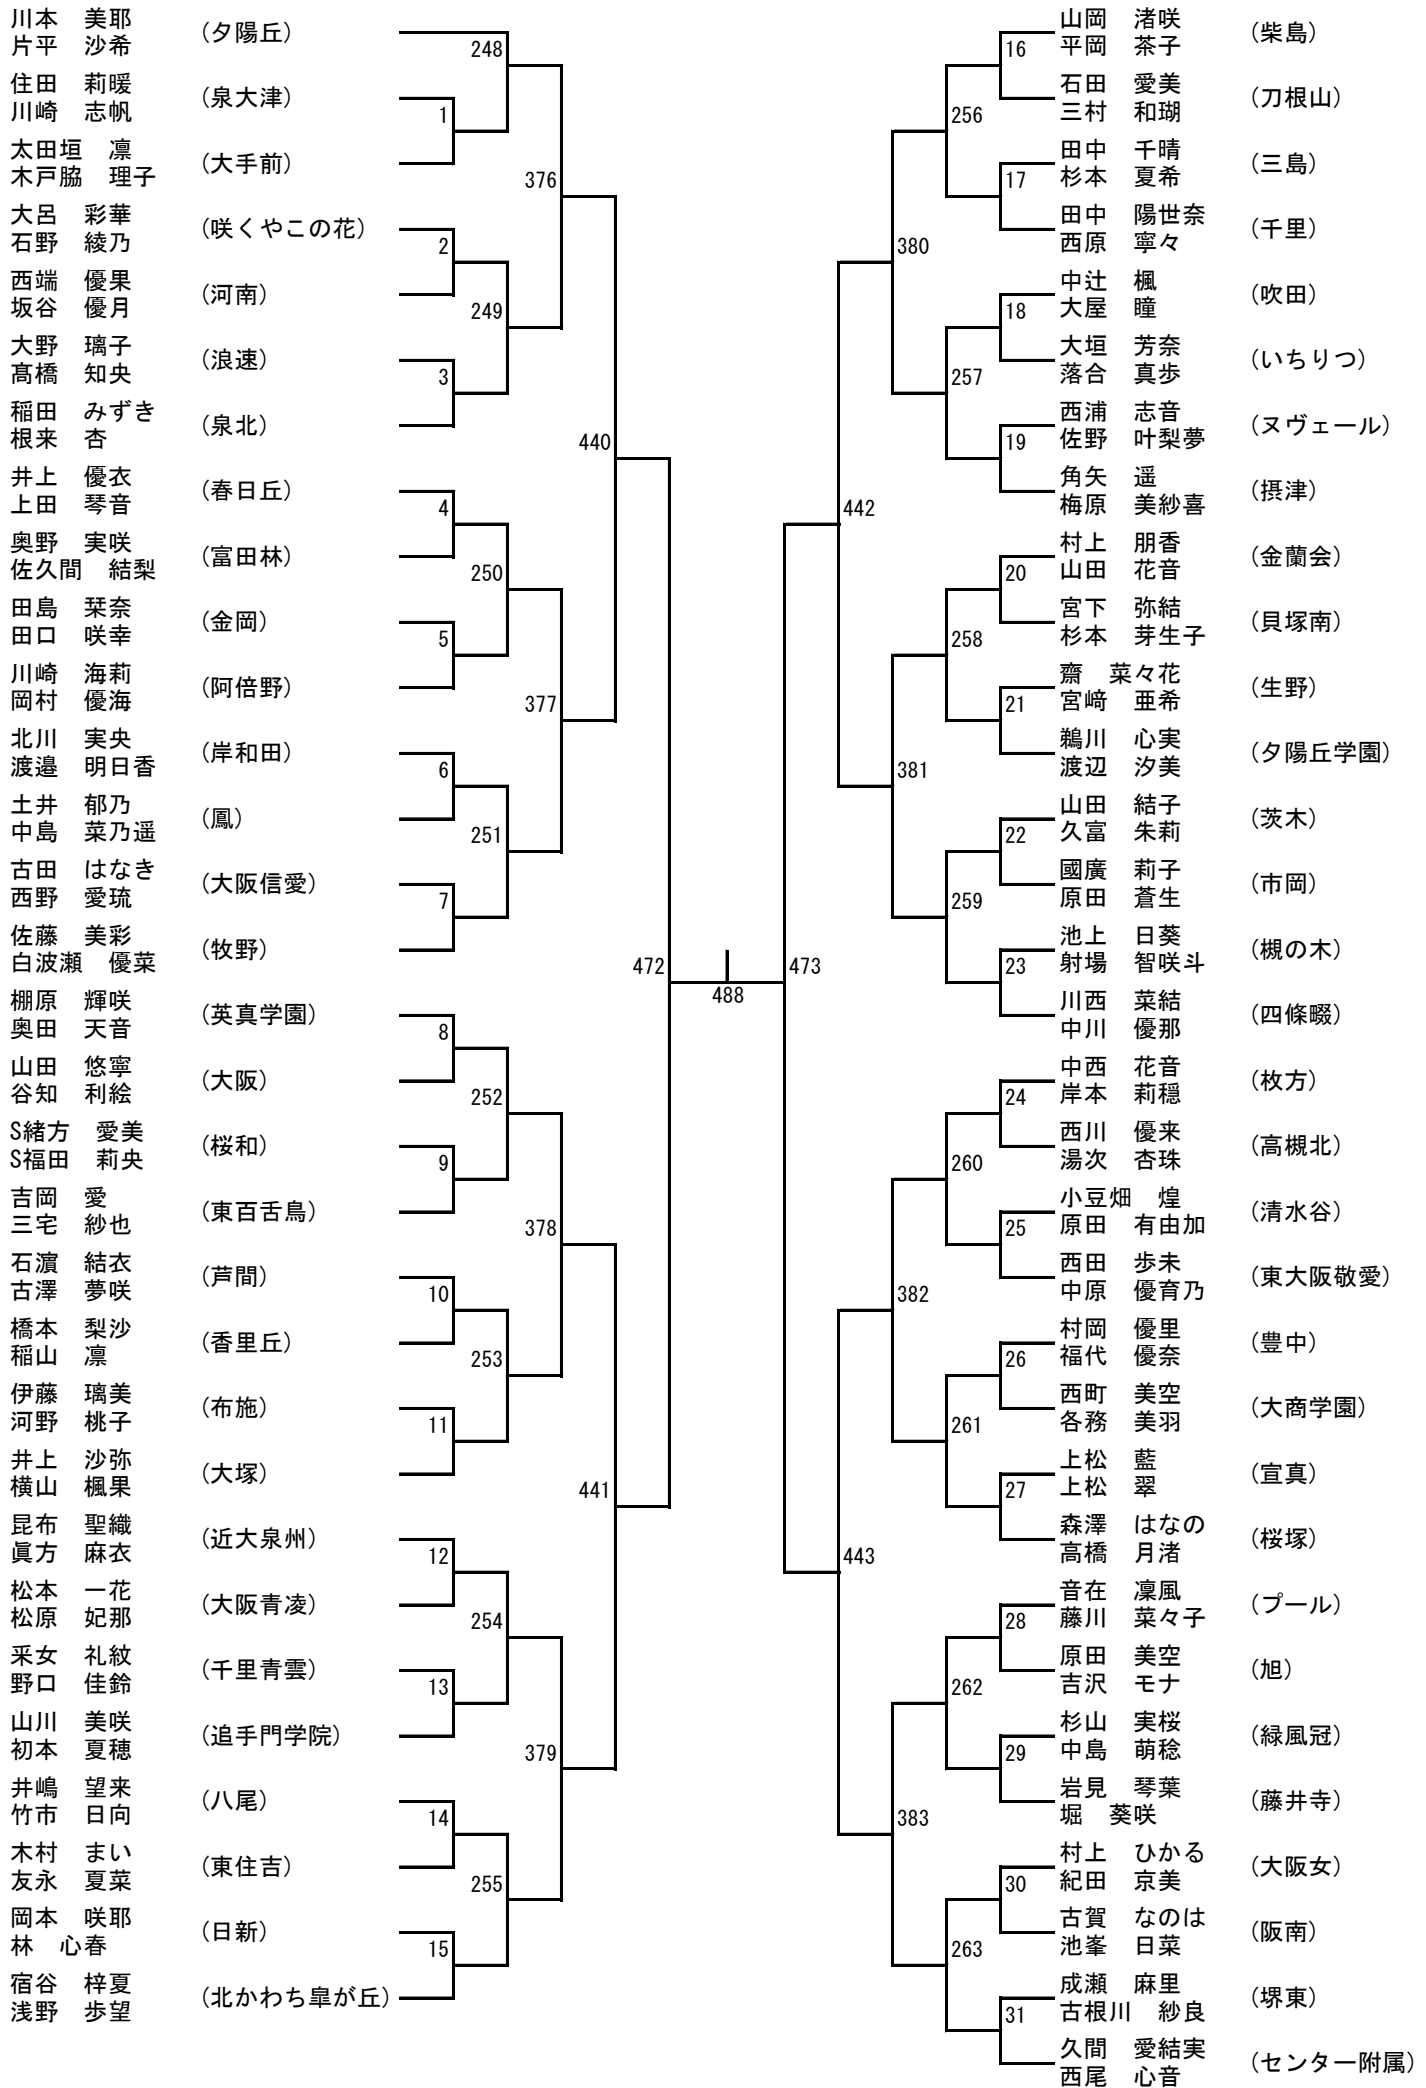 川本　美耶
片平　沙希
(夕陽丘)
住田　莉暖
川崎　志帆
(泉大津)
太田垣　凛
木戸脇　理子
(大手前)
大呂　彩華
石野　綾乃
(咲くやこの花)
西端　優果
坂谷　優月
(河南)
大野　璃子
髙橋　知央
(浪速)
稲田　みずき
根来　杏
(泉北)
井上　優衣
上田　琴音
(春日丘)
奥野　実咲
佐久間　結梨
(富田林)
田島　栞奈
田口　咲幸
(金岡)
川崎　海莉
岡村　優海
(阿倍野)
北川　実央
渡邉　明日香
(岸和田)
土井　郁乃
中島　菜乃遥
(鳳)
古田　はなき
西野　愛琉
(大阪信愛)
佐藤　美彩
白波瀬　優菜
(牧野)
棚原　輝咲
奥田　天音
(英真学園)
山田　悠寧
谷知　利絵
(大阪)
S緒方　愛美
S福田　莉央
(桜和)
吉岡　愛
三宅　紗也
(東百舌鳥)
石濵　結衣
古澤　夢咲
(芦間)
橋本　梨沙
稲山　凛
(香里丘)
伊藤　璃美
河野　桃子
(布施)
井上　沙弥
横山　楓果
(大塚)
昆布　聖織
眞方　麻衣
(近大泉州)
松本　一花
松原　妃那
(大阪青凌)
采女　礼紋
野口　佳鈴
(千里青雲)
山川　美咲
初本　夏穂
(追手門学院)
井嶋　望来
竹市　日向
(八尾)
木村　まい
友永　夏菜
(東住吉)
岡本　咲耶
林　心春
(日新)
宿谷　梓夏
浅野　歩望
(北かわち皐が丘)
248
1
2
249
3
4
250
5
6
251
7
8
252
9
10
253
11
12
254
13
14
255
15
376
377
378
379
440
441
472
488
473
442
443
380
381
382
383
256
257
258
259
260
261
262
263
16
17
18
19
20
21
22
23
24
25
26
27
28
29
30
31
山岡　渚咲
平岡　茶子
(柴島)
石田　愛美
三村　和瑚
(刀根山)
田中　千晴
杉本　夏希
(三島)
田中　陽世奈
西原　寧々
(千里)
中辻　楓
大屋　瞳
(吹田)
大垣　芳奈
落合　真歩
(いちりつ)
西浦　志音
佐野　叶梨夢
(ヌヴェール)
角矢　遥
梅原　美紗喜
(摂津)
村上　朋香
山田　花音
(金蘭会)
宮下　弥結
杉本　芽生子
(貝塚南)
齋　菜々花
宮﨑　亜希
(生野)
鵜川　心実
渡辺　汐美
(夕陽丘学園)
山田　結子
久富　朱莉
(茨木)
國廣　莉子
原田　蒼生
(市岡)
池上　日葵
射場　智咲斗
(槻の木)
川西　菜結
中川　優那
(四條畷)
中西　花音
岸本　莉穏
(枚方)
西川　優来
湯次　杏珠
(高槻北)
小豆畑　煌
原田　有由加
(清水谷)
西田　歩未
中原　優育乃
(東大阪敬愛)
村岡　優里
福代　優奈
(豊中)
西町　美空
各務　美羽
(大商学園)
上松　藍
上松　翠
(宣真)
森澤　はなの
高橋　月渚
(桜塚)
音在　凜風
藤川　菜々子
(プール)
原田　美空
吉沢　モナ
(旭)
杉山　実桜
中島　萌稔
(緑風冠)
岩見　琴葉
堀　葵咲
(藤井寺)
村上　ひかる
紀田　京美
(大阪女)
古賀　なのは
池峯　日菜
(阪南)
成瀬　麻里
古根川　紗良
(堺東)
久間　愛結実
西尾　心音
(センター附属)